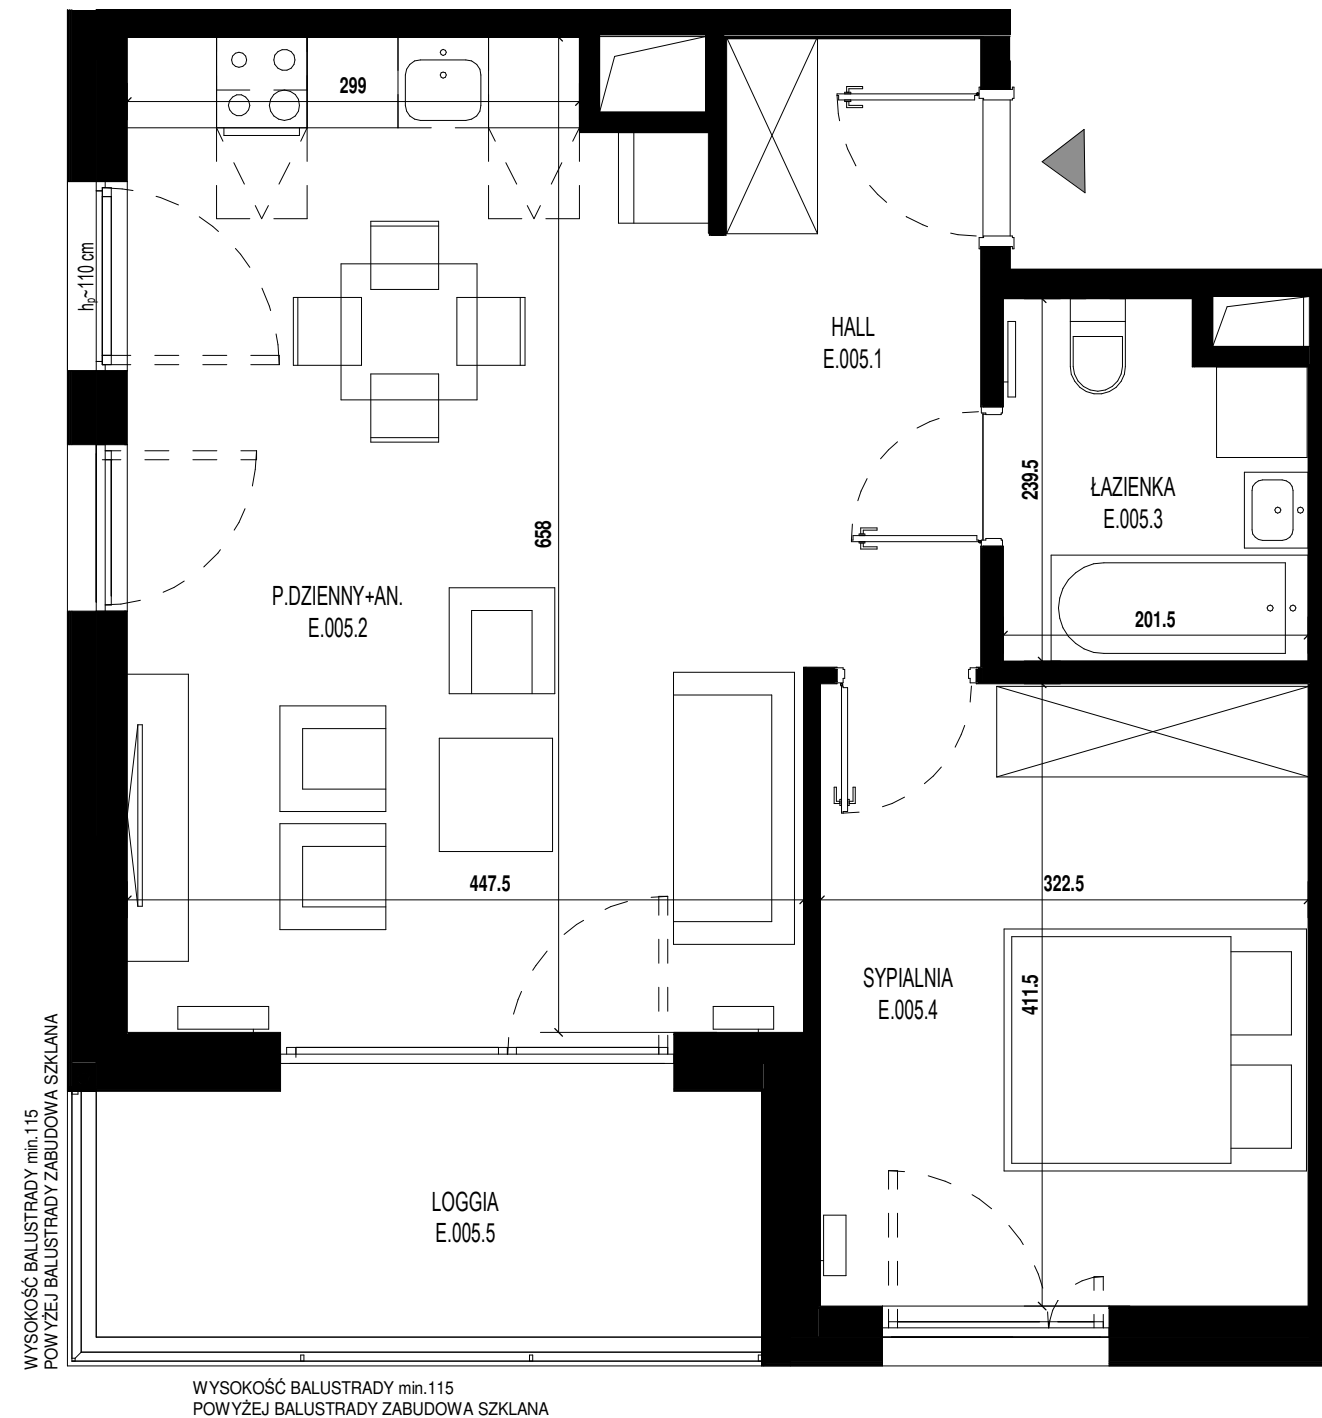 299
hp~110 cm
HALL
E.005.1
239.5
ŁAZIENKA
E.005.3
658
P.DZIENNY+AN.
E.005.2
201.5
447.5
322.5
SYPIALNIA
E.005.4
411.5
LOGGIA
E.005.5
WYSOKOŚĆ BALUSTRADY min.115
POWYŻEJ BALUSTRADY ZABUDOWA SZKLANA
WYSOKOŚĆ BALUSTRADY min.115
POWYŻEJ BALUSTRADY ZABUDOWA SZKLANA